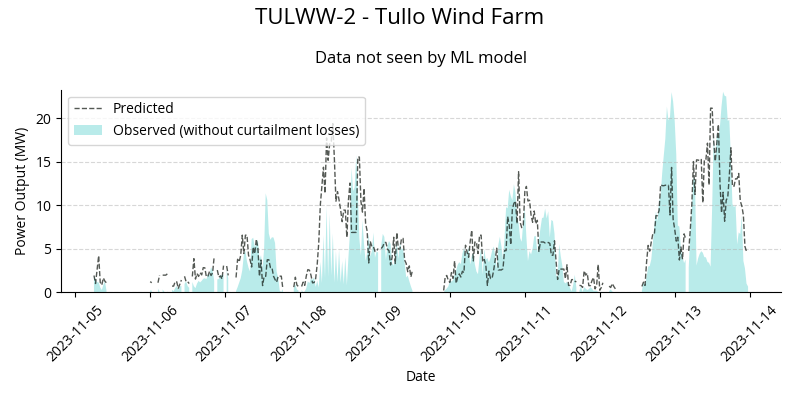 TULWW-2 - Tullo Wind Farm
Data not seen by ML model
Predicted
Observed (without curtailment losses)
Power Output (MW)
20
15
10
5
0
2023-11-05
2023-11-06
2023-11-07
2023-11-08
2023-11-09
2023-11-10
2023-11-11
2023-11-12
2023-11-13
2023-11-14
Date